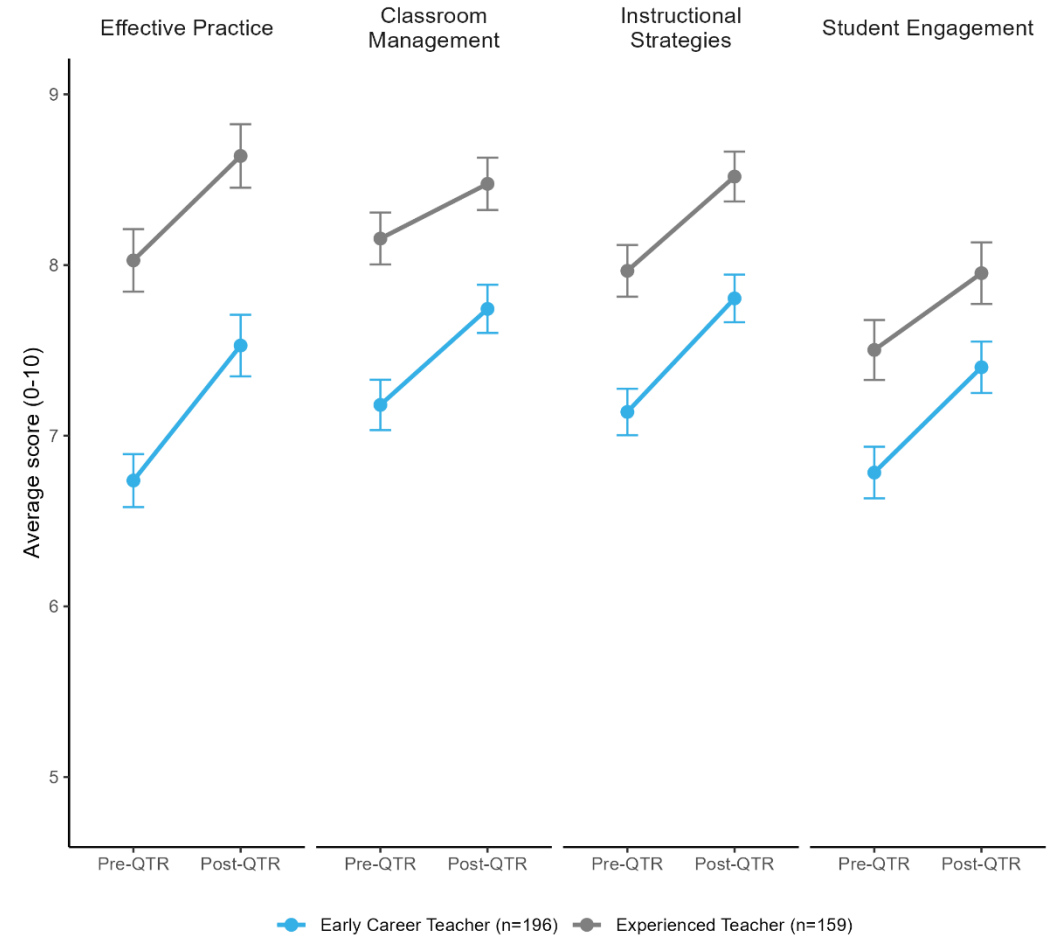 Effective Practice
Classroom
Management
Instructional
Strategies
Student Engagement
Average score (0-10)
9
8
7
6
5
Pre-QTR Post-QTR Pre-QTR Post-QTR Pre-QTR Post-QTR Pre-QTR Post-QTR
Early Career Teacher (n=196) Experienced Teacher (n=159)